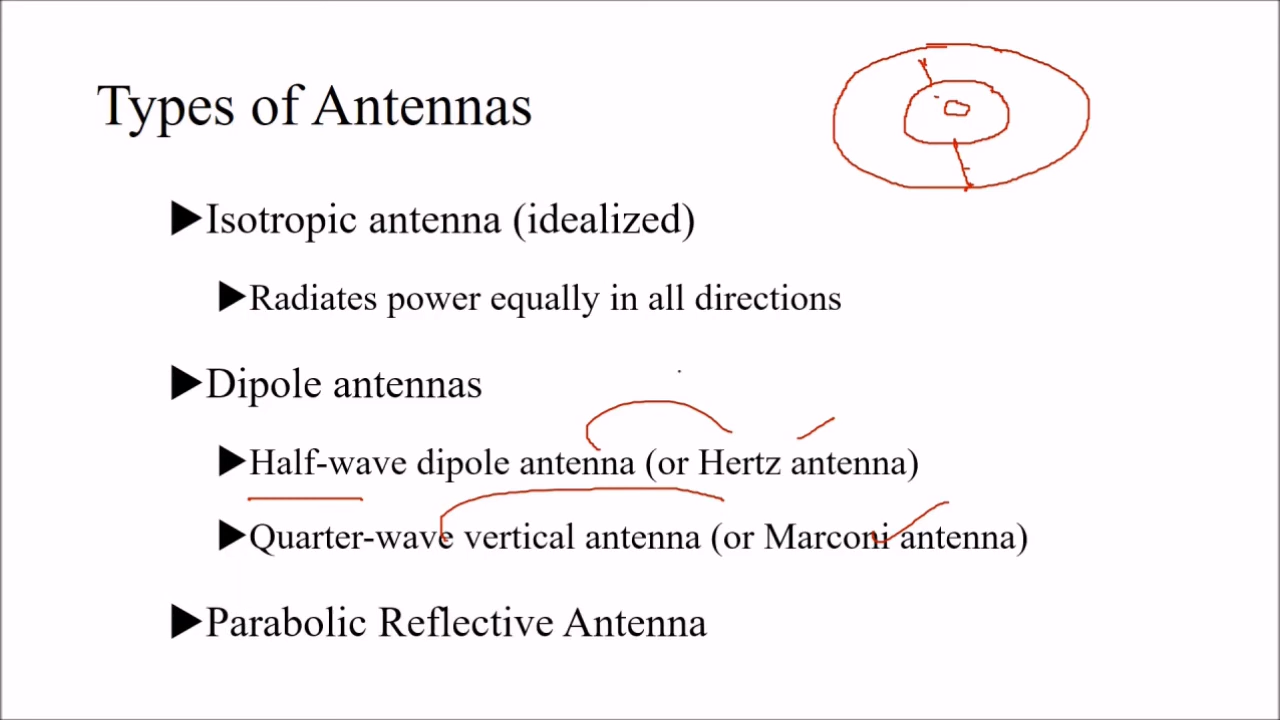 Types of Antennas
Isotropic antenna (idealized)
Radiates power equally in all directions
Dipole antennas
Half-wave dipole antenna (or Hertz antenna)
Quarter-wave vertical antenna (or Marconi antenna)
Parabolic Reflective Antenna